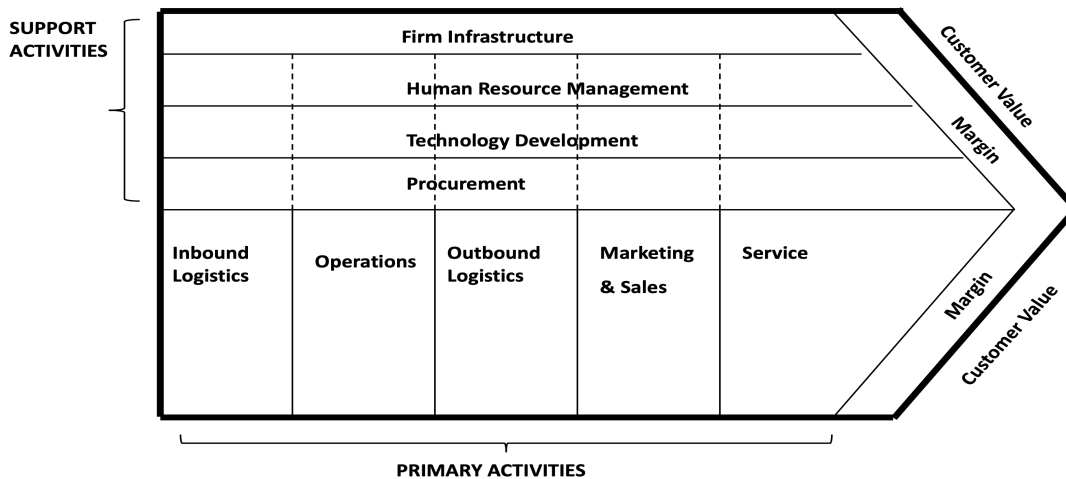 SUPPORT
ACTIVITIES
Firm Infrastructure
Human Resource Management
Technology Development
Procurement
Inbound
Logistics
Operations
Outbound
Logistics
Marketing
& Sales
Service
Customer Value
Margin
Margin
Customer Value
PRIMARY ACTIVITIES